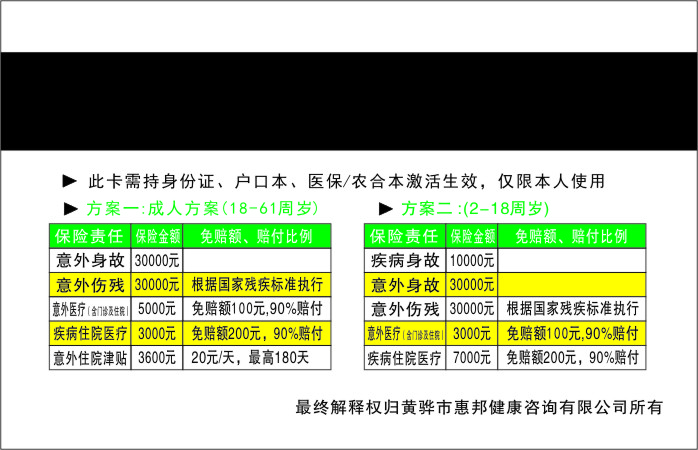 ▶ 此卡需持身份证、户口本、医保/农合本激活生效，仅限本人使用
▶ 方案一:成人方案(18-61周岁)
保险责任 保险金额 免赔额、赔付比例
意外身故 30000元
意外伤残 30000元 根据国家残疾标准执行
意外医疗(含门诊及住院) 5000元 免赔额100元,90%赔付
疾病住院医疗 3000元 免赔额200元，90%赔付
意外住院津贴 3600元 20元/天，最高180天
▶ 方案二:(2-18周岁)
保险责任 保险金额 免赔额、赔付比例
疾病身故 10000元
意外身故 30000元
意外伤残 30000元 根据国家残疾标准执行
意外医疗(含门诊及住院) 3000元 免赔额100元,90%赔付
疾病住院医疗 7000元 免赔额200元，90%赔付
最终解释权归黄骅市惠邦健康咨询有限公司所有